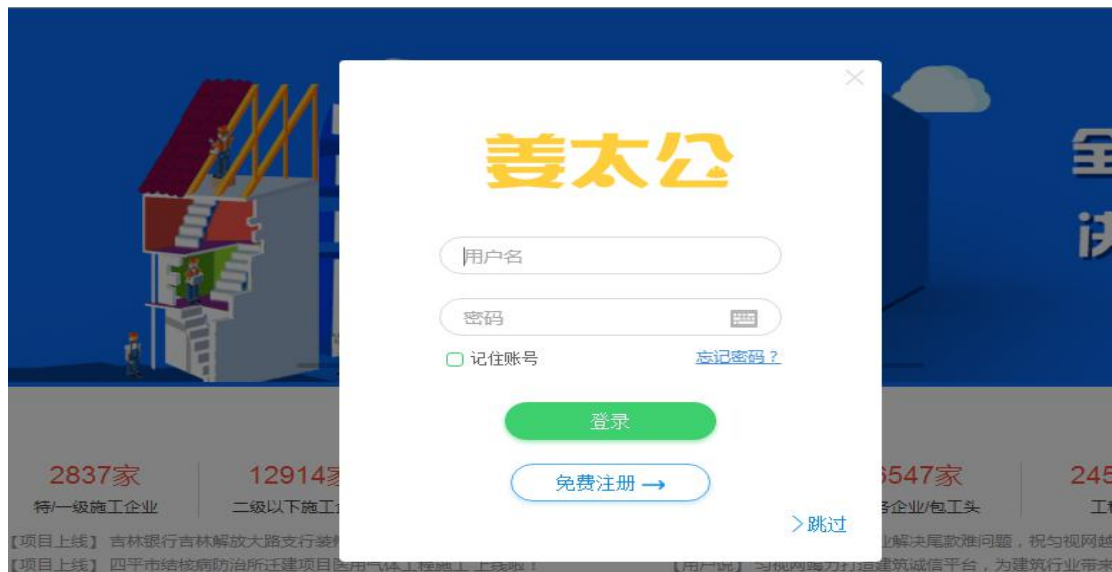 全
决
姜太公
用户名
密码
记住账号
忘记密码？
登录
免费注册
跳过
2837家
12914家
6547家
245
特/一级施工企业
二级以下施工企
务企业/包工头
工
【项目上线】 吉林银行吉林解放大路支行装
业解决尾款难问题，祝匀视网越
【项目上线】 四平市结核病防治所迁建项目医用气体工程施工 上线啦！
【用户说】 匀视网竭力打造建筑诚信平台，为建筑行业带来